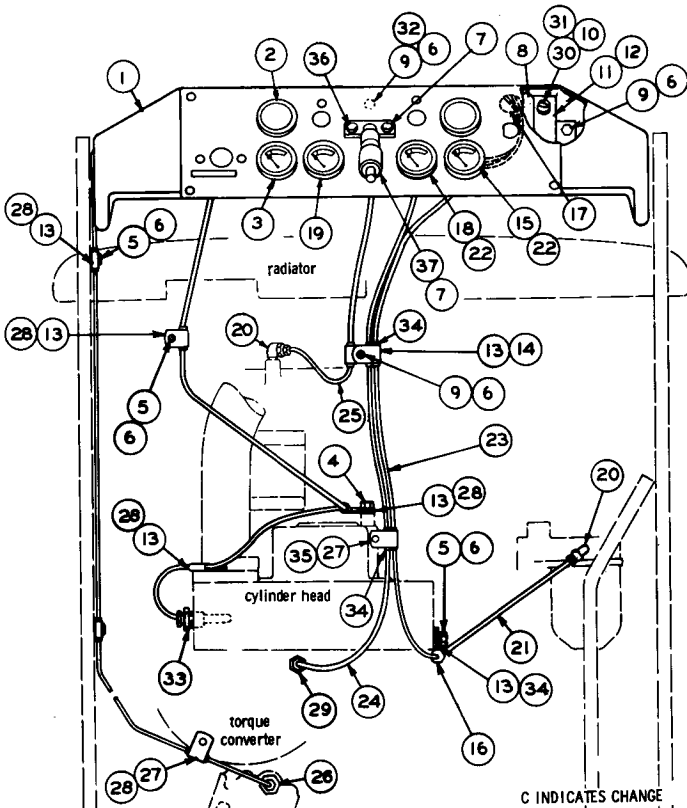 31 10
32 30 12
36 9 6 7 8 11 9 6
2
1
3 19 18 22 15 22 17
28 13 5 6
37 7
radiator
28 13 20 34 13 14
5 6
25 9 6
23
4 20
28 13 13 28
35 27 5 6
34
cylinder head
21
33
29 24 13 34
16
torque
converter
28 27 26
C INDICATES CHANGE